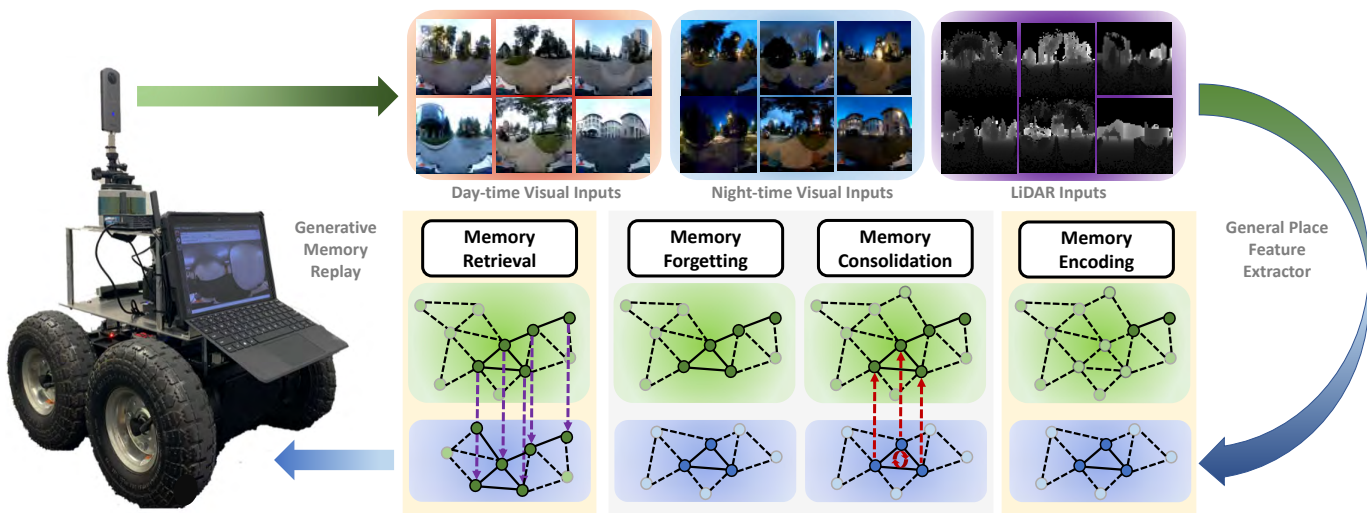 Day-time Visual Inputs
Night-time Visual Inputs
LiDAR Inputs
Generative
Memory
Replay
Memory
Retrieval
Memory
Forgetting
Memory
Consolidation
Memory
Encoding
General Place
Feature
Extractor